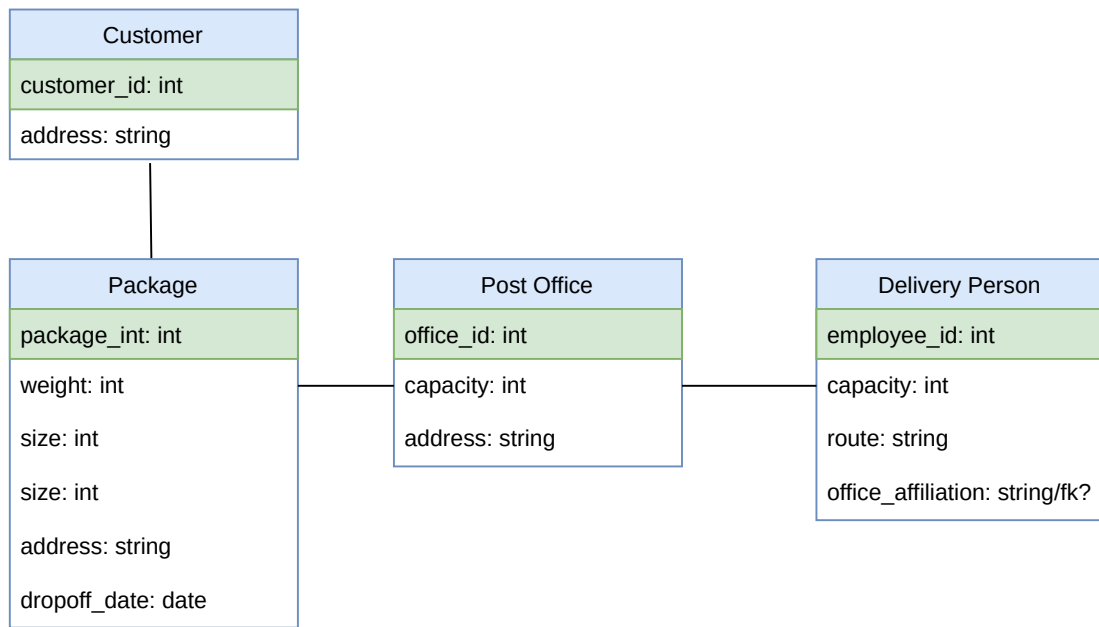 Customer
customer_id: int
address: string
Package
package_int: int
weight: int
size: int
size: int
address: string
dropoff_date: date
Post Office
office_id: int
capacity: int
address: string
Delivery Person
employee_id: int
capacity: int
route: string
office_affiliation: string/fk?